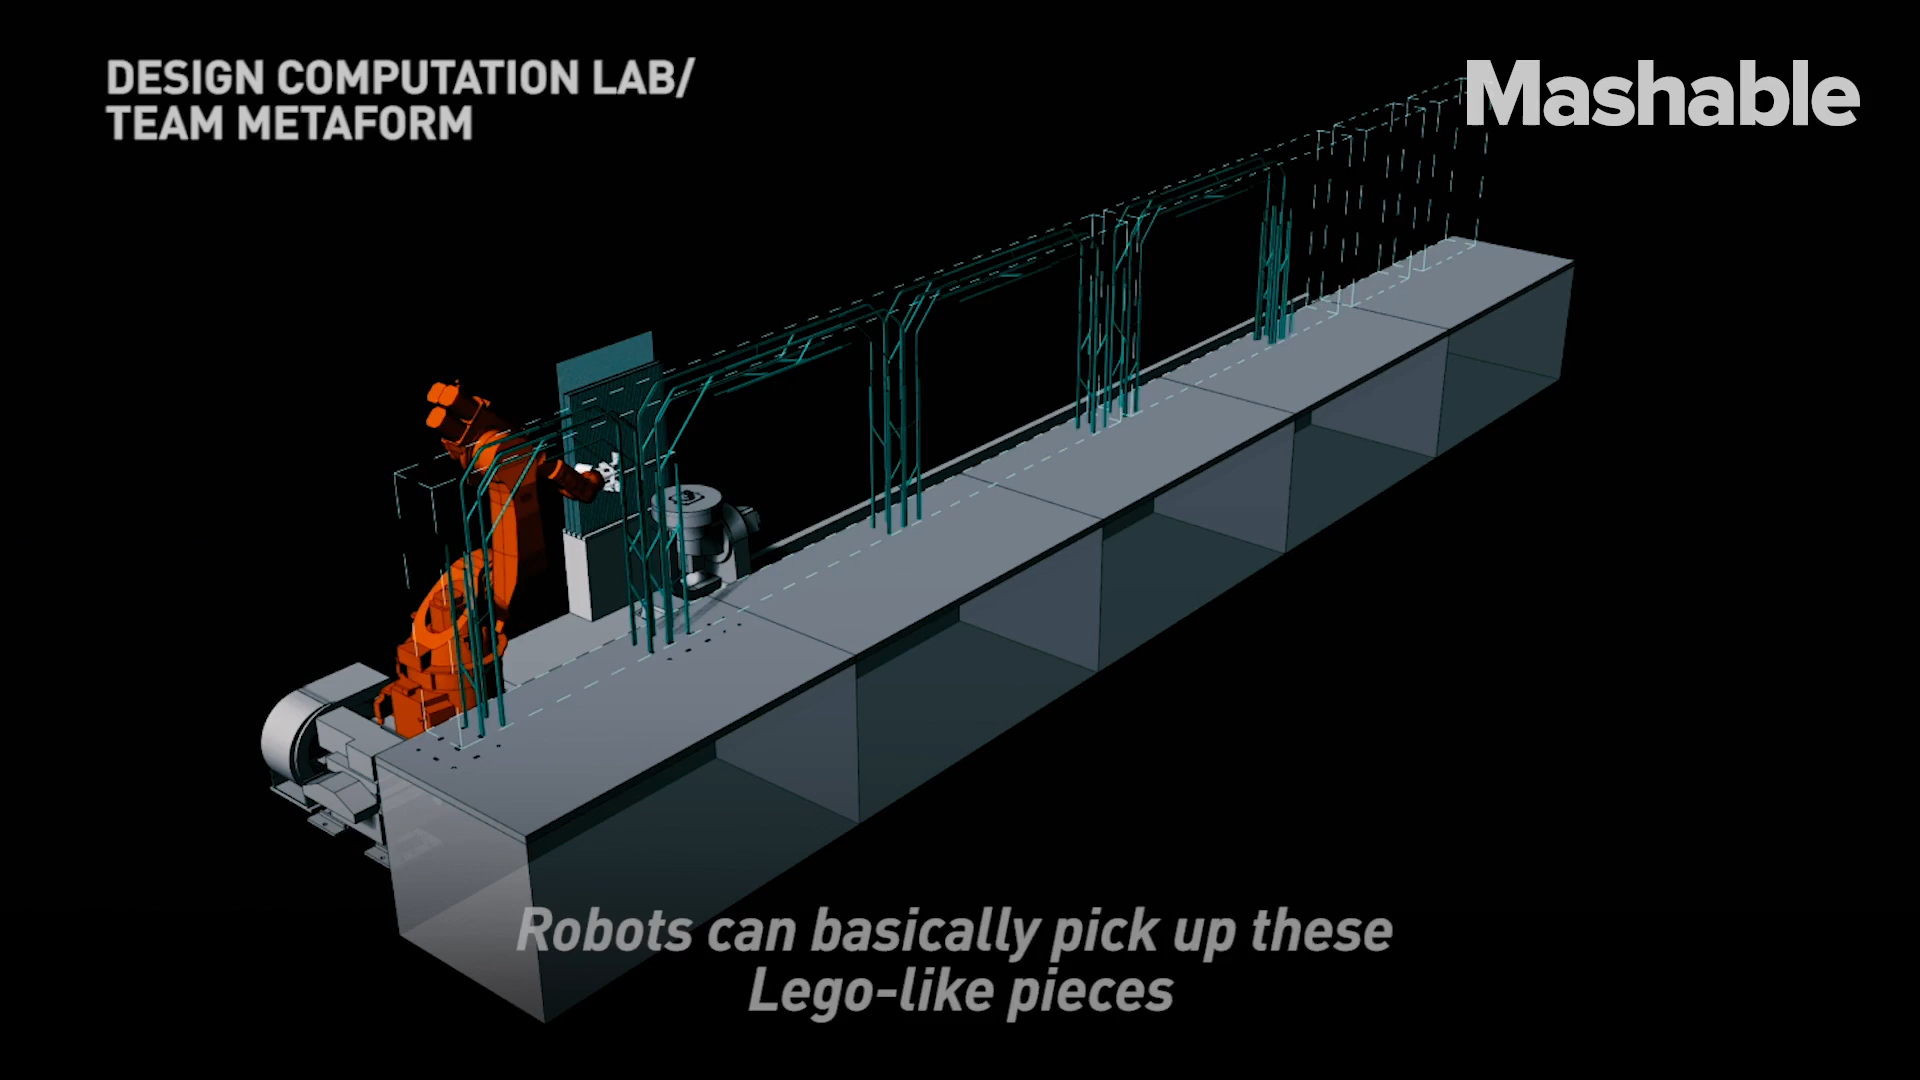 DESIGN COMPUTATION LAB/
TEAM METAFORM
Mashable
Robots can basically pick up these
Lego-like pieces